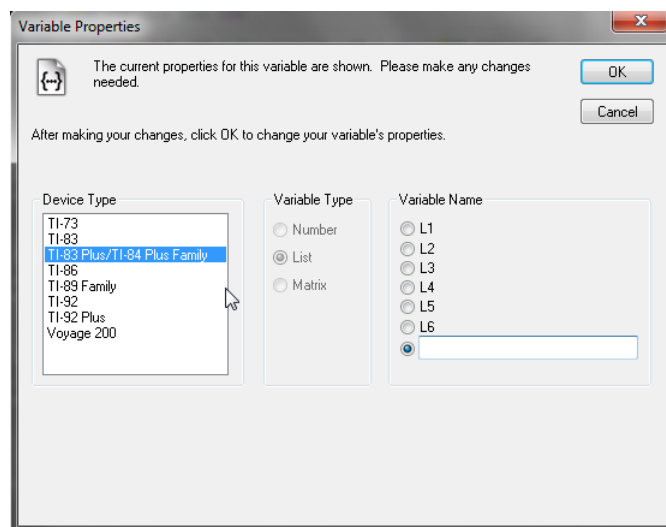 Variable Properties
The current properties for this variable are shown. Please make any changes
needed.
OK
Cancel
After making your changes, click OK to change your variable's properties.
Device Type
TI-73
TI-83
TI-83 Plus/TI-84 Plus Family
TI-86
TI-89 Family
TI-92
TI-92 Plus
Voyage 200
Variable Type
Number
List
Matrix
Variable Name
L1
L2
L3
L4
L5
L6